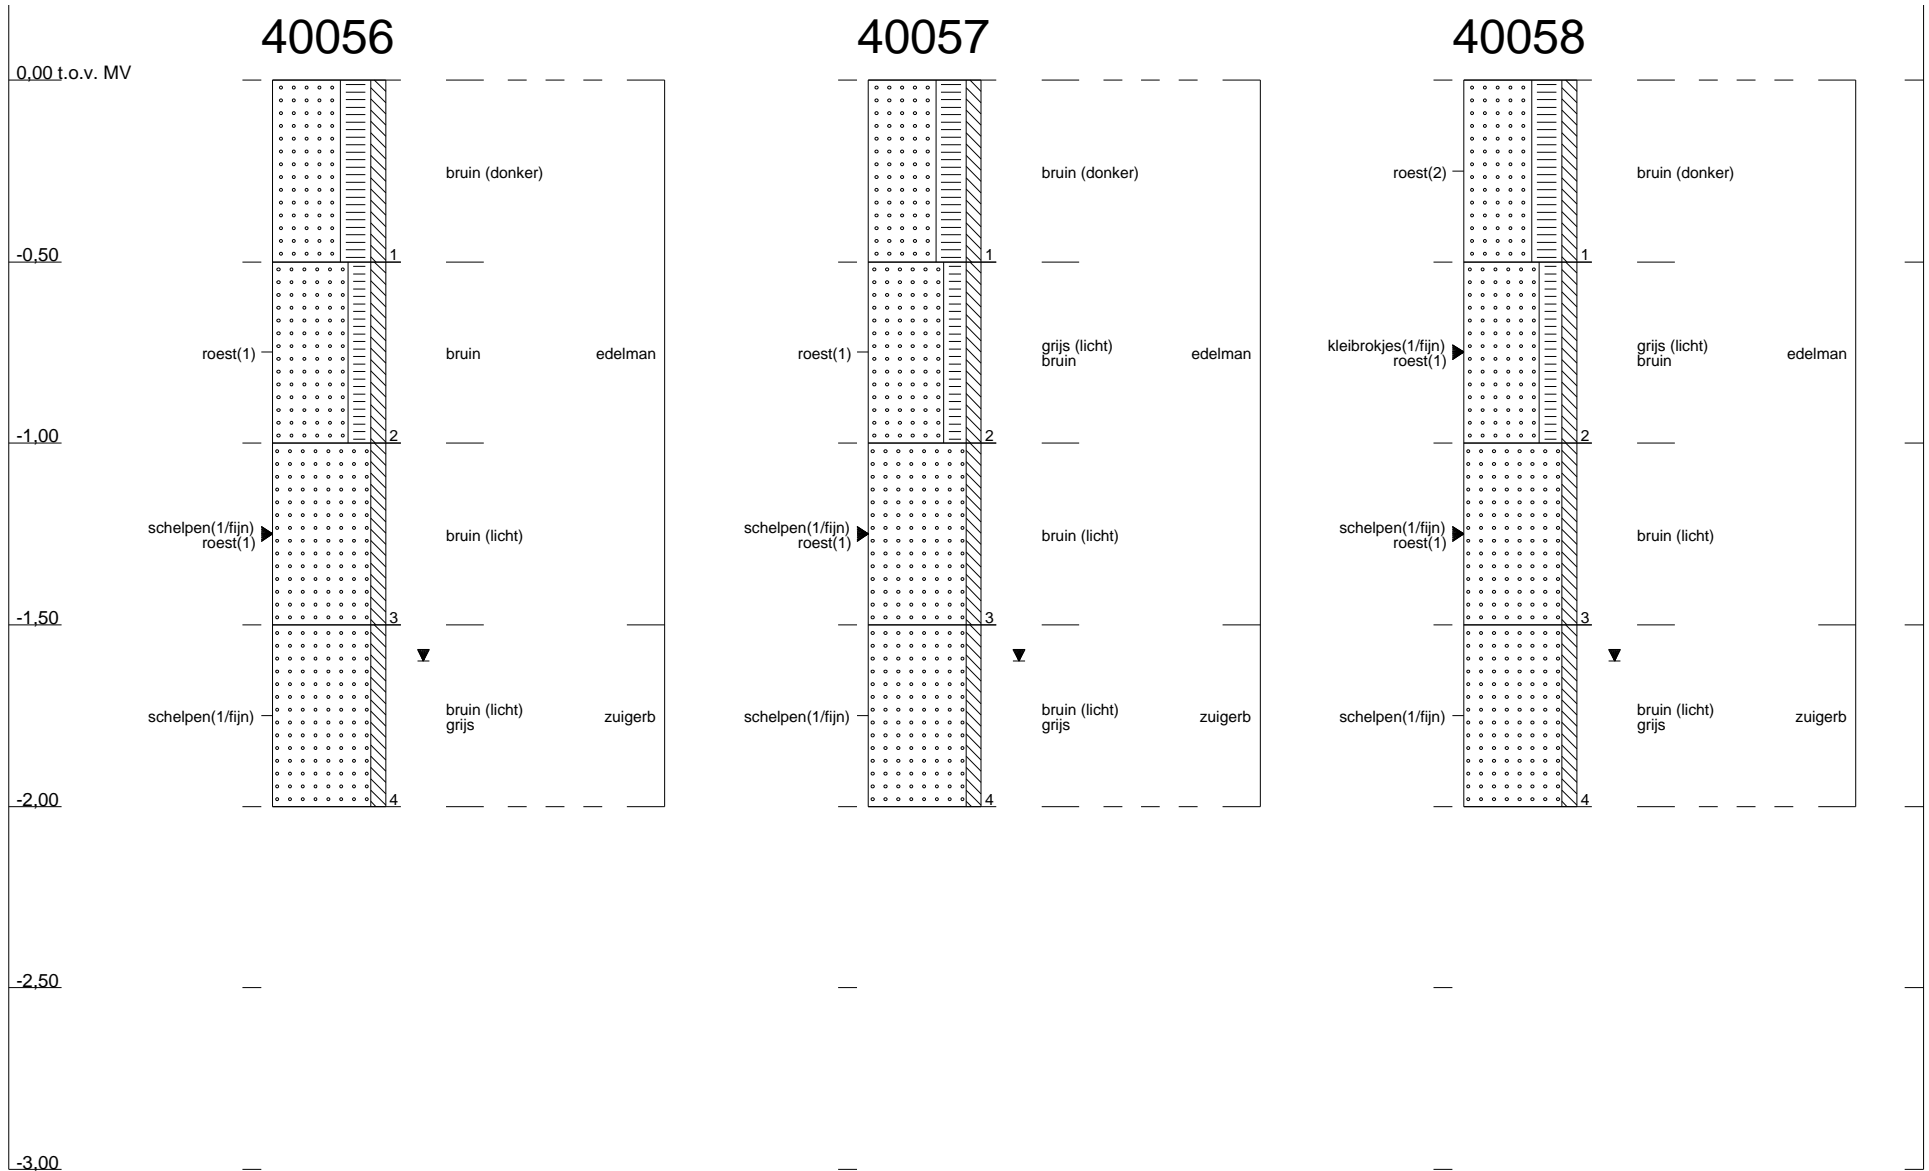 40056
40057
40058
0,00 t.o.v. MV
bruin (donker)
bruin (donker)
roest(2)
bruin (donker)
-0,50
1
1
1
roest(1)
bruin
edelman
roest(1)
grijs (licht)
bruin
edelman
kleibrokjes(1/fijn)
roest(1)
grijs (licht)
bruin
edelman
-1,00
2
2
2
schelpen(1/fijn)
roest(1)
bruin (licht)
schelpen(1/fijn)
roest(1)
bruin (licht)
schelpen(1/fijn)
roest(1)
bruin (licht)
-1,50
3
3
3
schelpen(1/fijn)
bruin (licht)
grijs
zuigerb
schelpen(1/fijn)
bruin (licht)
grijs
zuigerb
schelpen(1/fijn)
bruin (licht)
grijs
zuigerb
-2,00
4
4
4
-2,50
-3,00